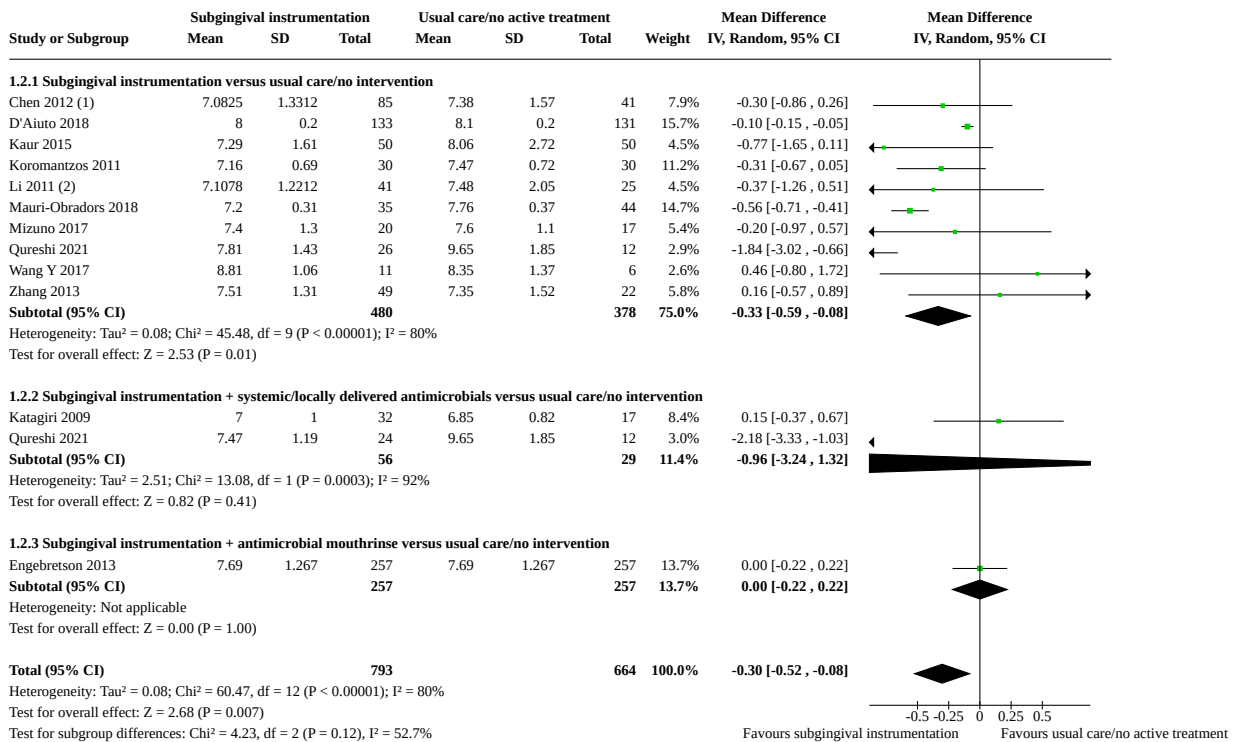 Subgingival instrumentation Usual care/no active treatment Mean Difference Mean Difference
Study or Subgroup Mean SD Total Mean SD Total Weight IV, Random, 95% CI IV, Random, 95% CI
1.2.1 Subgingival instrumentation versus usual care/no intervention
Chen 2012 (1) 7.0825 1.3312 85 7.38 1.57 41 7.9% -0.30 [-0.86 , 0.26]
D'Aiuto 2018 8 0.2 133 8.1 0.2 131 15.7% -0.10 [-0.15 , -0.05]
Kaur 2015 7.29 1.61 50 8.06 2.72 50 4.5% -0.77 [-1.65 , 0.11]
Koromantzos 2011 7.16 0.69 30 7.47 0.72 30 11.2% -0.31 [-0.67 , 0.05]
Li 2011 (2) 7.1078 1.2212 41 7.48 2.05 25 4.5% -0.37 [-1.26 , 0.51]
Mauri-Obradors 2018 7.2 0.31 35 7.76 0.37 44 14.7% -0.56 [-0.71 , -0.41]
Mizuno 2017 7.4 1.3 20 7.6 1.1 17 5.4% -0.20 [-0.97 , 0.57]
Qureshi 2021 7.81 1.43 26 9.65 1.85 12 2.9% -1.84 [-3.02 , -0.66]
Wang Y 2017 8.81 1.06 11 8.35 1.37 6 2.6% 0.46 [-0.80 , 1.72]
Zhang 2013 7.51 1.31 49 7.35 1.52 22 5.8% 0.16 [-0.57 , 0.89]
Subtotal (95% CI) 480 378 75.0% -0.33 [-0.59 , -0.08]
Heterogeneity: Tau² = 0.08; Chi² = 45.48, df = 9 (P < 0.00001); I² = 80%
Test for overall effect: Z = 2.53 (P = 0.01)
1.2.2 Subgingival instrumentation + systemic/locally delivered antimicrobials versus usual care/no intervention
Katagiri 2009 7 1 32 6.85 0.82 17 8.4% 0.15 [-0.37 , 0.67]
Qureshi 2021 7.47 1.19 24 9.65 1.85 12 3.0% -2.18 [-3.33 , -1.03]
Subtotal (95% CI) 56 29 11.4% -0.96 [-3.24 , 1.32]
Heterogeneity: Tau² = 2.51; Chi² = 13.08, df = 1 (P = 0.0003); I² = 92%
Test for overall effect: Z = 0.82 (P = 0.41)
1.2.3 Subgingival instrumentation + antimicrobial mouthrinse versus usual care/no intervention
Engebretson 2013 7.69 1.267 257 7.69 1.267 257 13.7% 0.00 [-0.22 , 0.22]
Subtotal (95% CI) 257 257 13.7% 0.00 [-0.22 , 0.22]
Heterogeneity: Not applicable
Test for overall effect: Z = 0.00 (P = 1.00)
Total (95% CI) 793 664 100.0% -0.30 [-0.52 , -0.08]
Heterogeneity: Tau² = 0.08; Chi² = 60.47, df = 12 (P < 0.00001); I² = 80%
Test for overall effect: Z = 2.68 (P = 0.007)
-0.5 -0.25 0 0.25 0.5
Test for subgroup differences: Chi² = 4.23, df = 2 (P = 0.12), I² = 52.7% Favours subgingival instrumentation Favours usual care/no active treatment